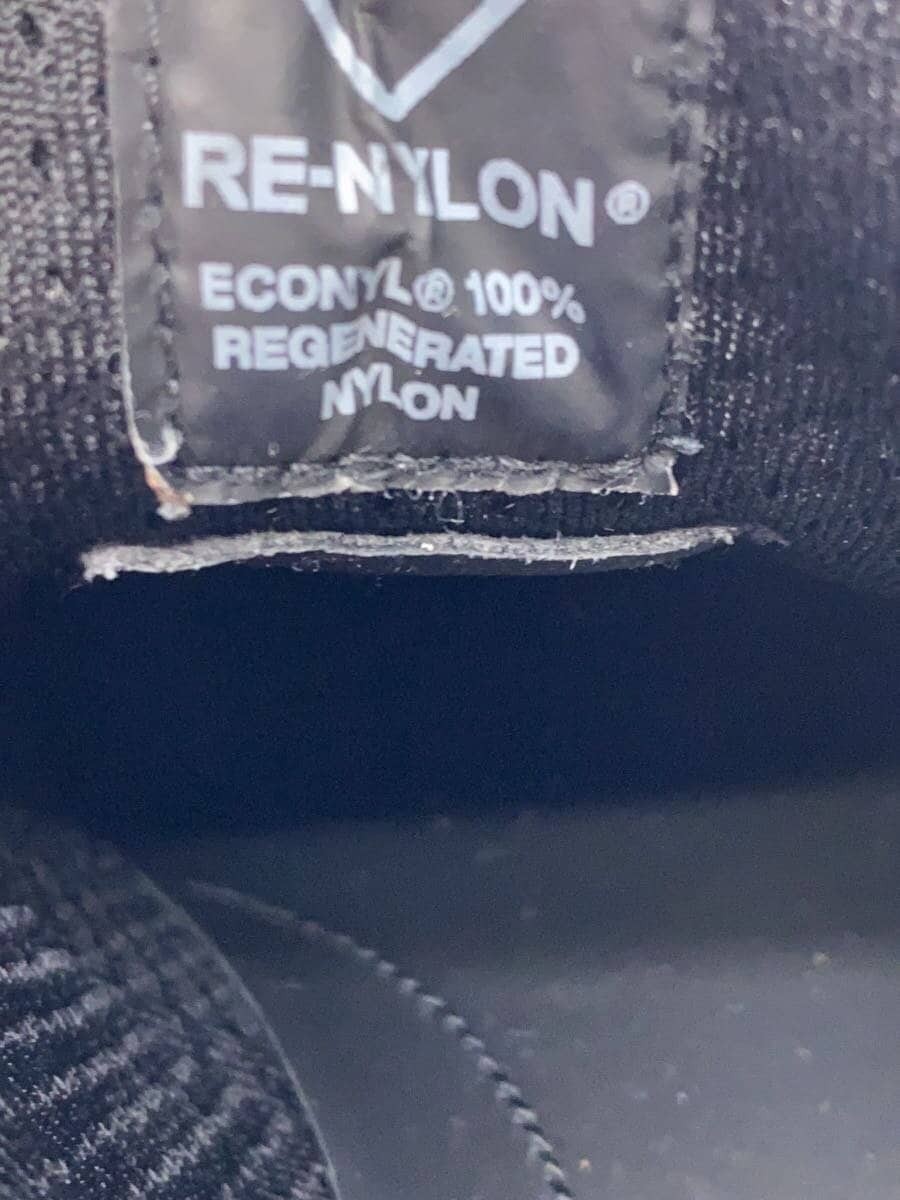 RE-NYLON®
ECONYL® 100%
REGENERATED
NYLON